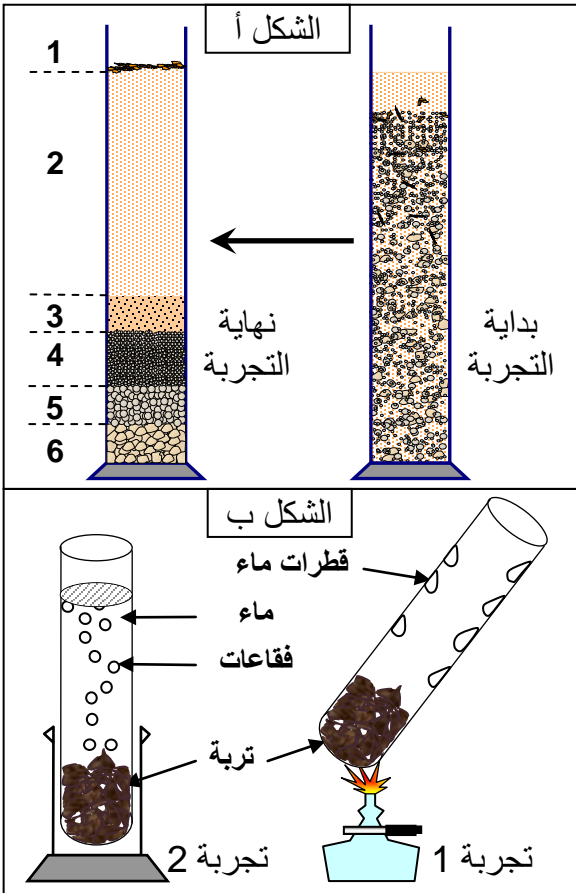 الشكل أ
1
2
3
4
5
6
نهاية
التجربة
بداية
التجربة
الشكل ب
قطرات ماء
ماء
فقاعات
تربة
تجربة 2
تجربة 1